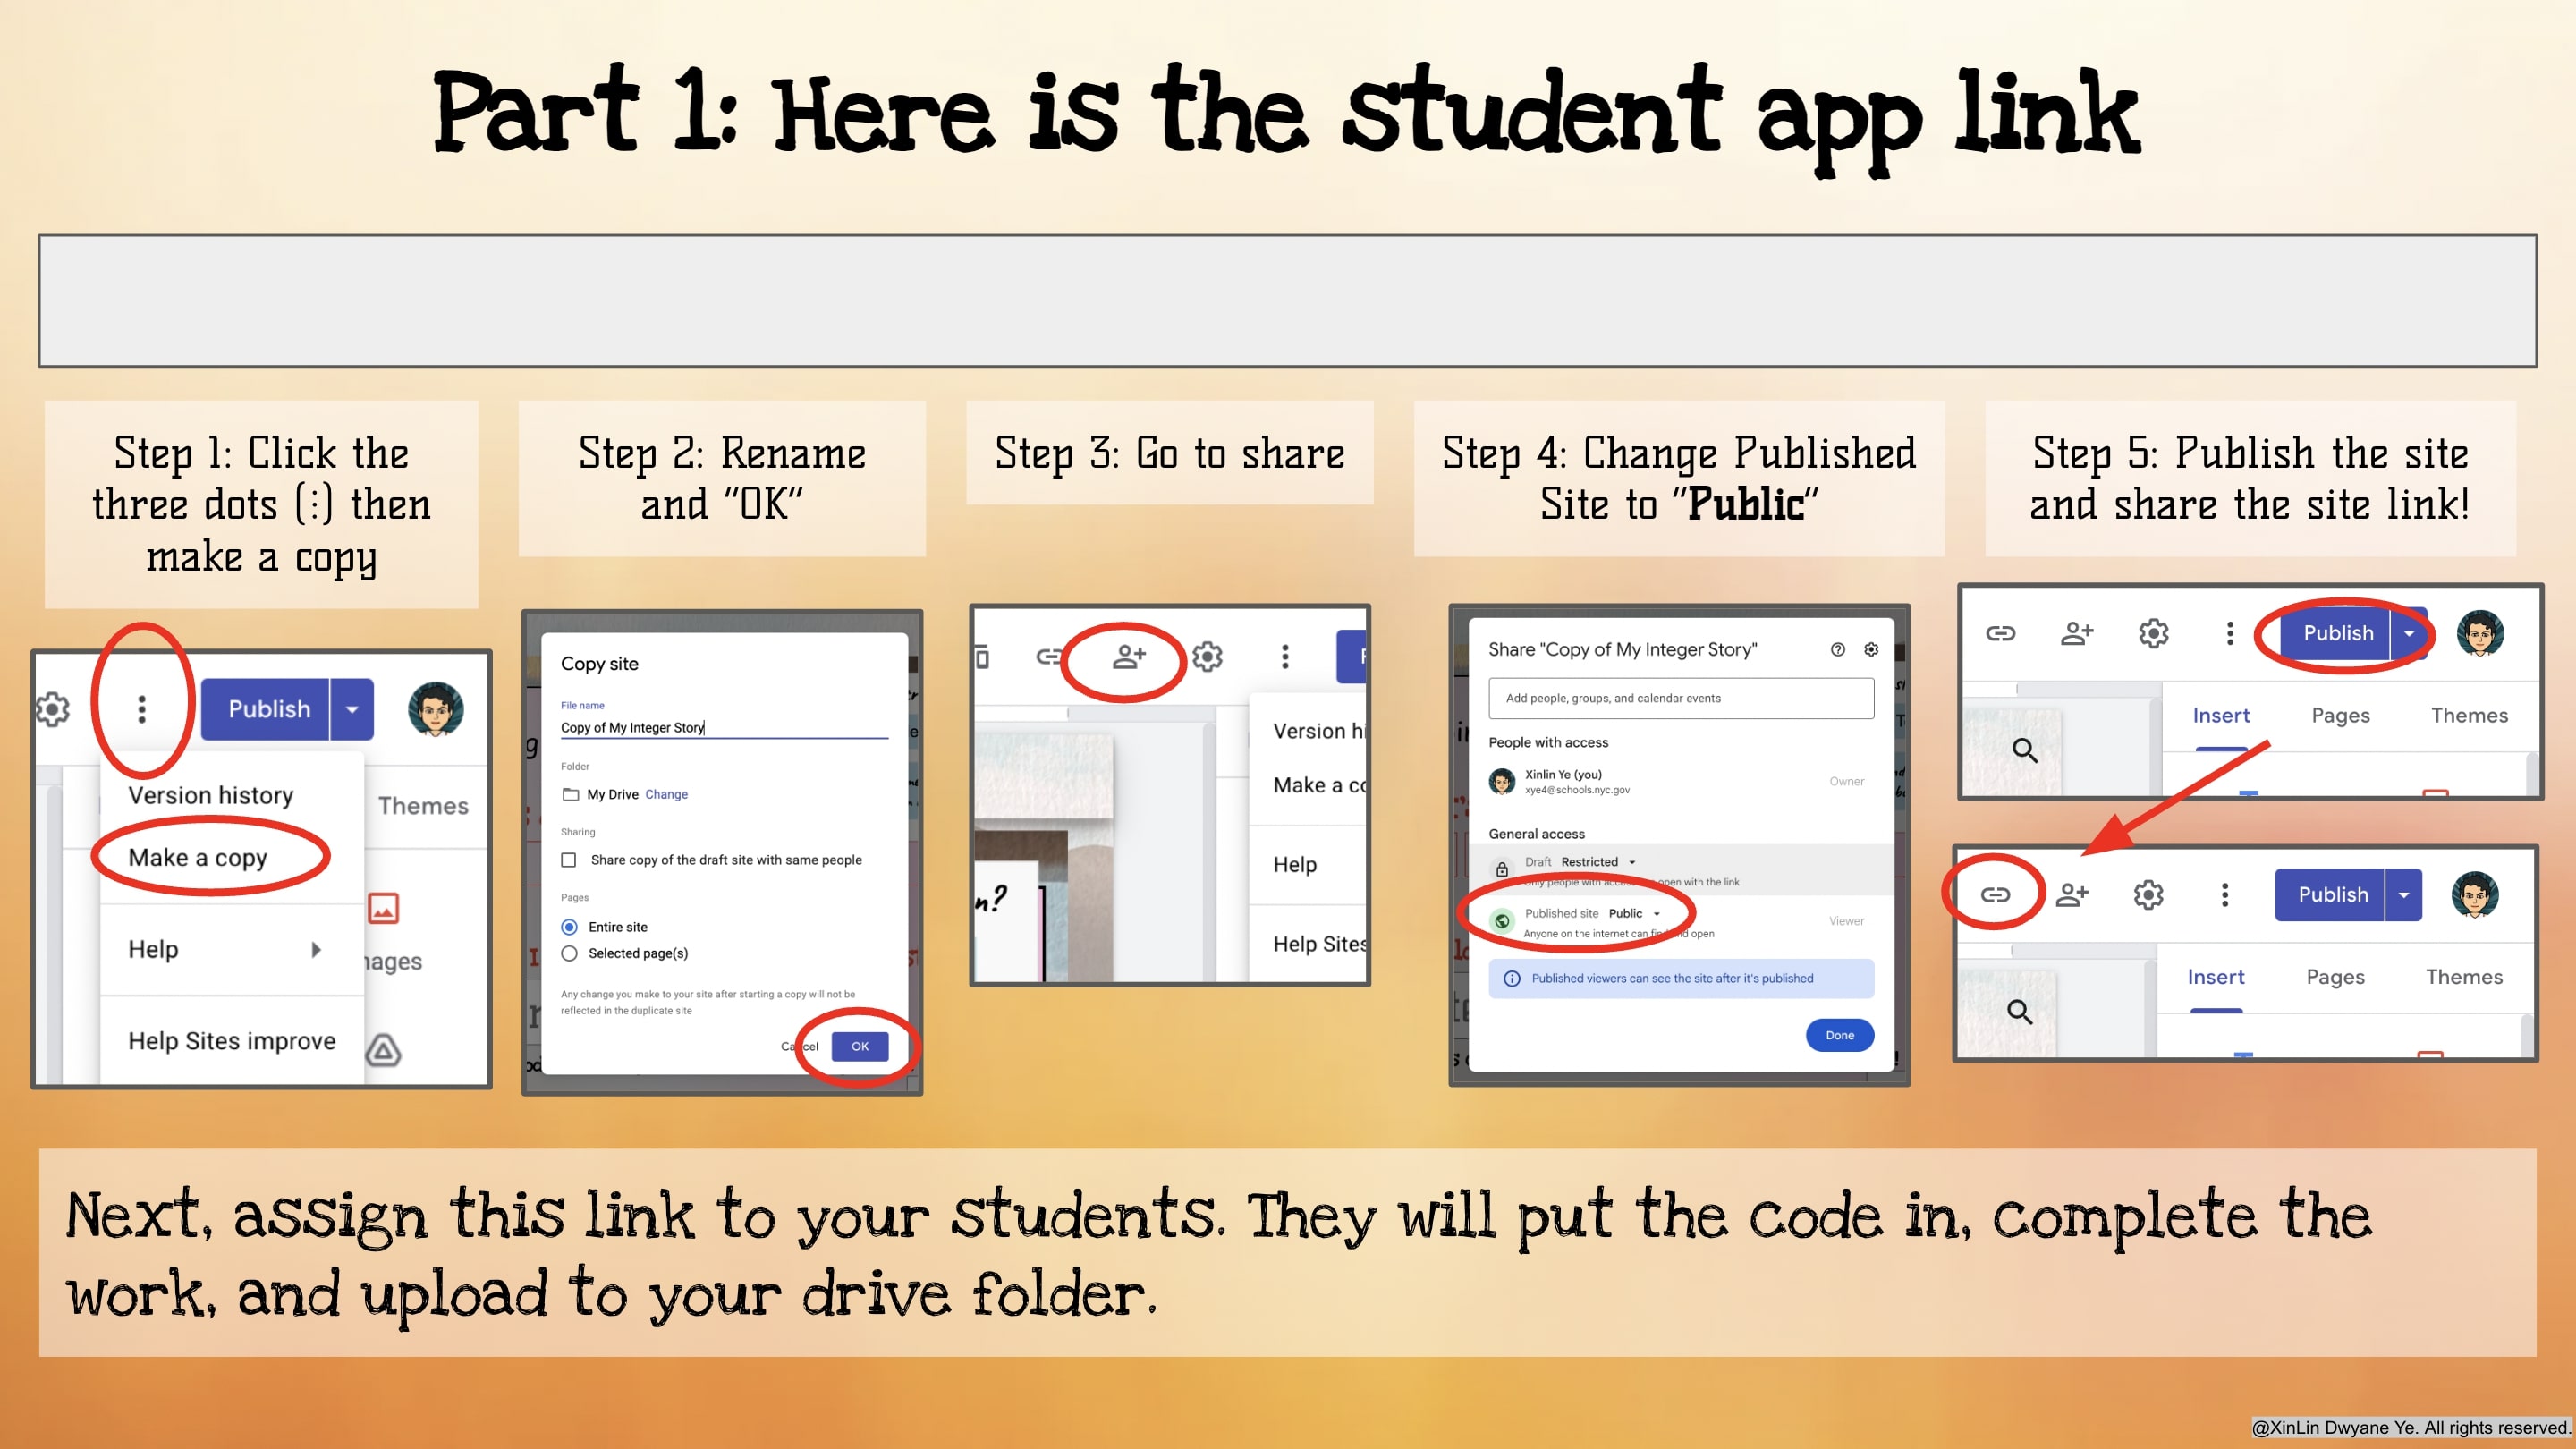 Part 1: Here is the student app link
Step 1: Click the
three dots (⋮) then
make a copy
Step 2: Rename
and "OK"
Step 3: Go to share
Step 4: Change Published
Site to "Public"
Step 5: Publish the site
and share the site link!
Publish
Version history
Themes
Make a copy
Help
Help Sites improve
Copy site
File name
Copy of My Integer Story
Folder
My Drive Change
Sharing
Share copy of the draft site with same people
Pages
Entire site
Selected page(s)
Any change you make to your site after starting a copy will not be
reflected in the duplicate site
Cancel OK
Version hi
Make a co
Help
Help Sites
n?
Share "Copy of My Integer Story"
Add people, groups, and calendar events
People with access
Xinlin Ye (you)
xye4@schools.nyc.gov
Owner
General access
Draft Restricted
Only people with access can open with the link
Published site Public
Anyone on the internet can find and open
Viewer
Published viewers can see the site after it's published
Done
Publish
Insert Pages Themes
Publish
Insert Pages Themes
Next, assign this link to your students. They will put the code in, complete the
work, and upload to your drive folder.
@XinLin Dwyane Ye. All rights reserved.